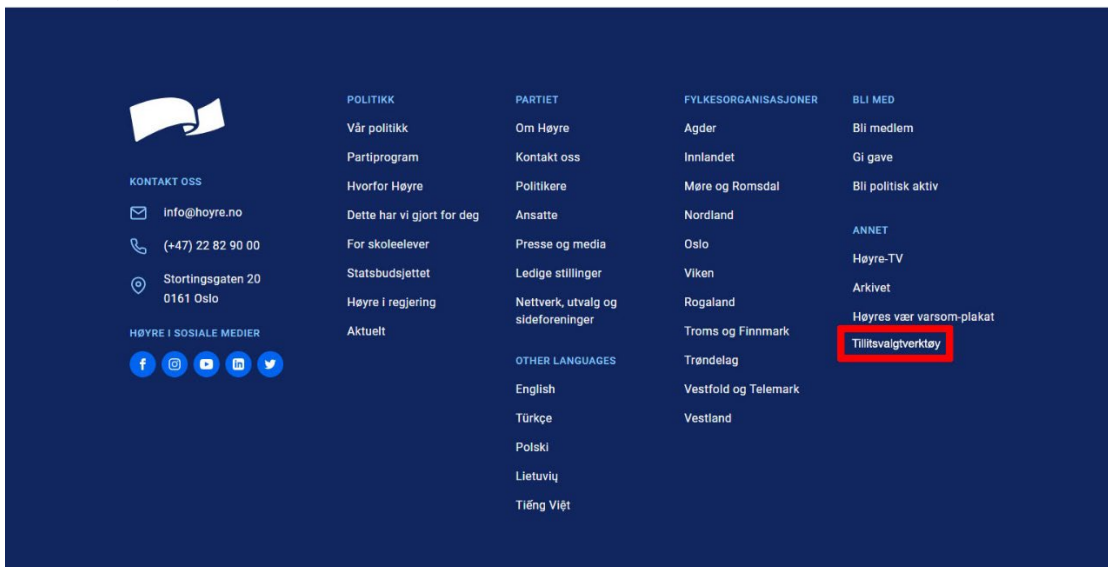 KONTAKT OSS
info@hoyre.no
(+47) 22 82 90 00
Stortingsgaten 20
0161 Oslo
HØYRE I SOSIALE MEDIER
POLITIKK
Vår politikk
Partiprogram
Hvorfor Høyre
Dette har vi gjort for deg
For skoleelever
Statsbudsjettet
Høyre i regjering
Aktuelt
PARTIET
Om Høyre
Kontakt oss
Politikere
Ansatte
Presse og media
Ledige stillinger
Nettverk, utvalg og
sideforeninger
OTHER LANGUAGES
English
Türkçe
Polski
Lietuvių
Tiếng Việt
FYLKESORGANISASJONER
Agder
Innlandet
Møre og Romsdal
Nordland
Oslo
Viken
Rogaland
Troms og Finnmark
Trøndelag
Vestfold og Telemark
Vestland
BLI MED
Bli medlem
Gi gave
Bli politisk aktiv
ANNET
Høyre-TV
Arkivet
Høyres vær varsom-plakat
Tillitsvalgtverktøy